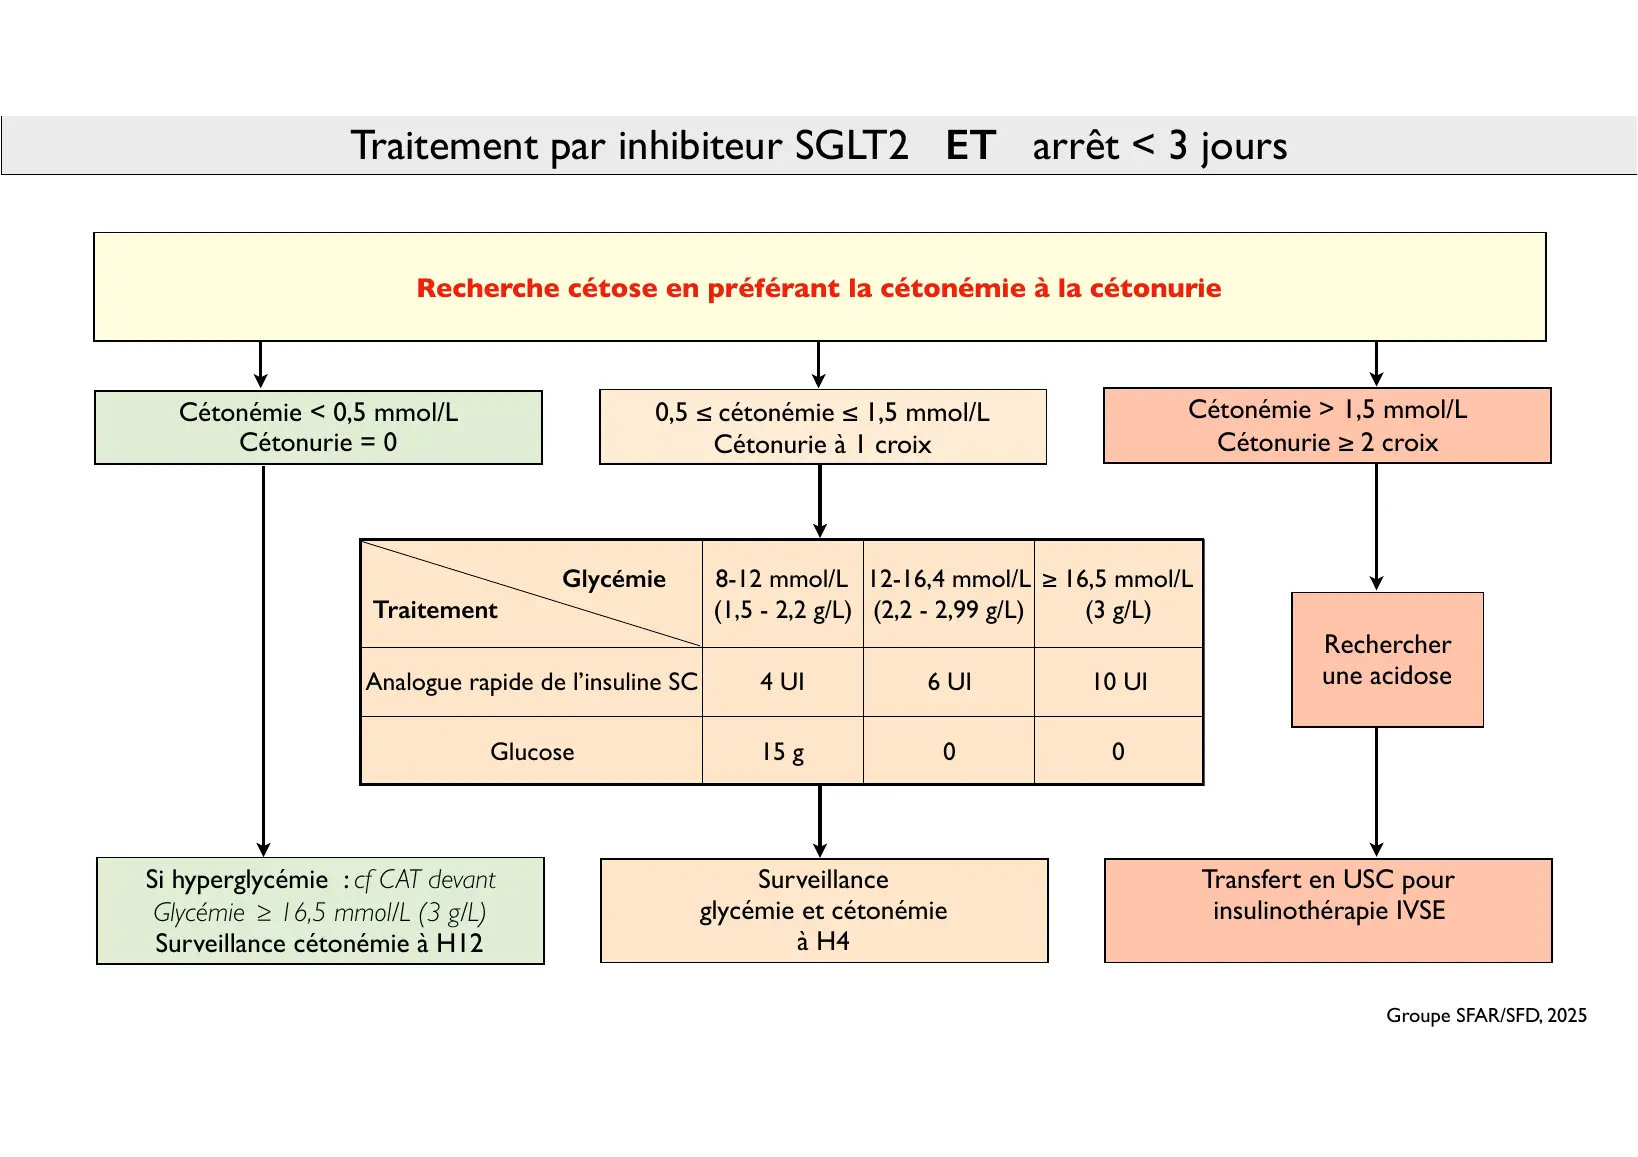 Traitement par inhibiteur SGLT2 ET arrêt < 3 jours
Recherche cétose en préférant la cétonémie à la cétonurie
Cétonémie < 0,5 mmol/L
Cétonurie = 0
0,5 ≤ cétonémie ≤ 1,5 mmol/L
Cétonurie à 1 croix
Cétonémie > 1,5 mmol/L
Cétonurie ≥ 2 croix
Glycémie
Traitement
8-12 mmol/L
(1,5 - 2,2 g/L)
12-16,4 mmol/L
(2,2 - 2,99 g/L)
≥ 16,5 mmol/L
(3 g/L)
Analogue rapide de l’insuline SC
4 UI
6 UI
10 UI
Glucose
15 g
0
0
Rechercher
une acidose
Si hyperglycémie : cf CAT devant
Glycémie ≥ 16,5 mmol/L (3 g/L)
Surveillance cétonémie à H12
Surveillance
glycémie et cétonémie
à H4
Transfert en USC pour
insulinothérapie IVSE
Groupe SFAR/SFD, 2025